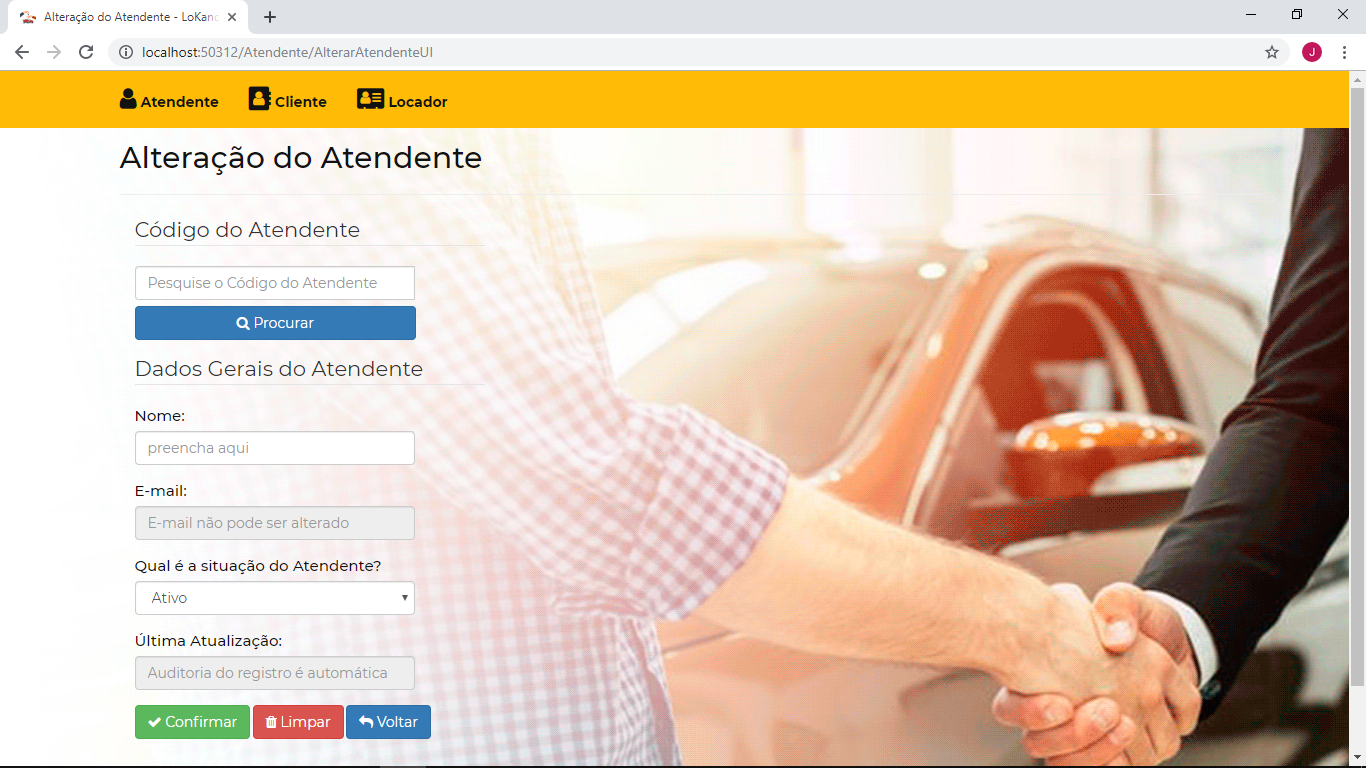 Alteração do Atendente - LoKanc
localhost:50312/Atendente/AlterarAtendenteUI
J
Atendente Cliente Locador
Alteração do Atendente
Código do Atendente
Pesquise o Código do Atendente
Procurar
Dados Gerais do Atendente
Nome:
preencha aqui
E-mail:
E-mail não pode ser alterado
Qual é a situação do Atendente?
Ativo
Última Atualização:
Auditoria do registro é automática
Confirmar Limpar Voltar